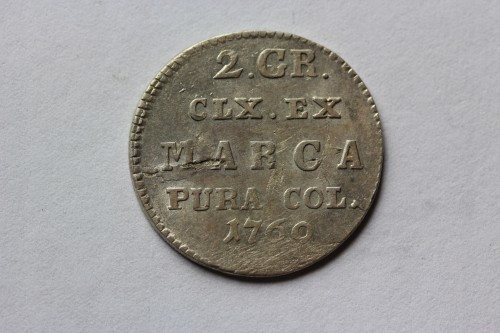 2.GR.
CLX.EX
MARCA
PURA COL.
1760